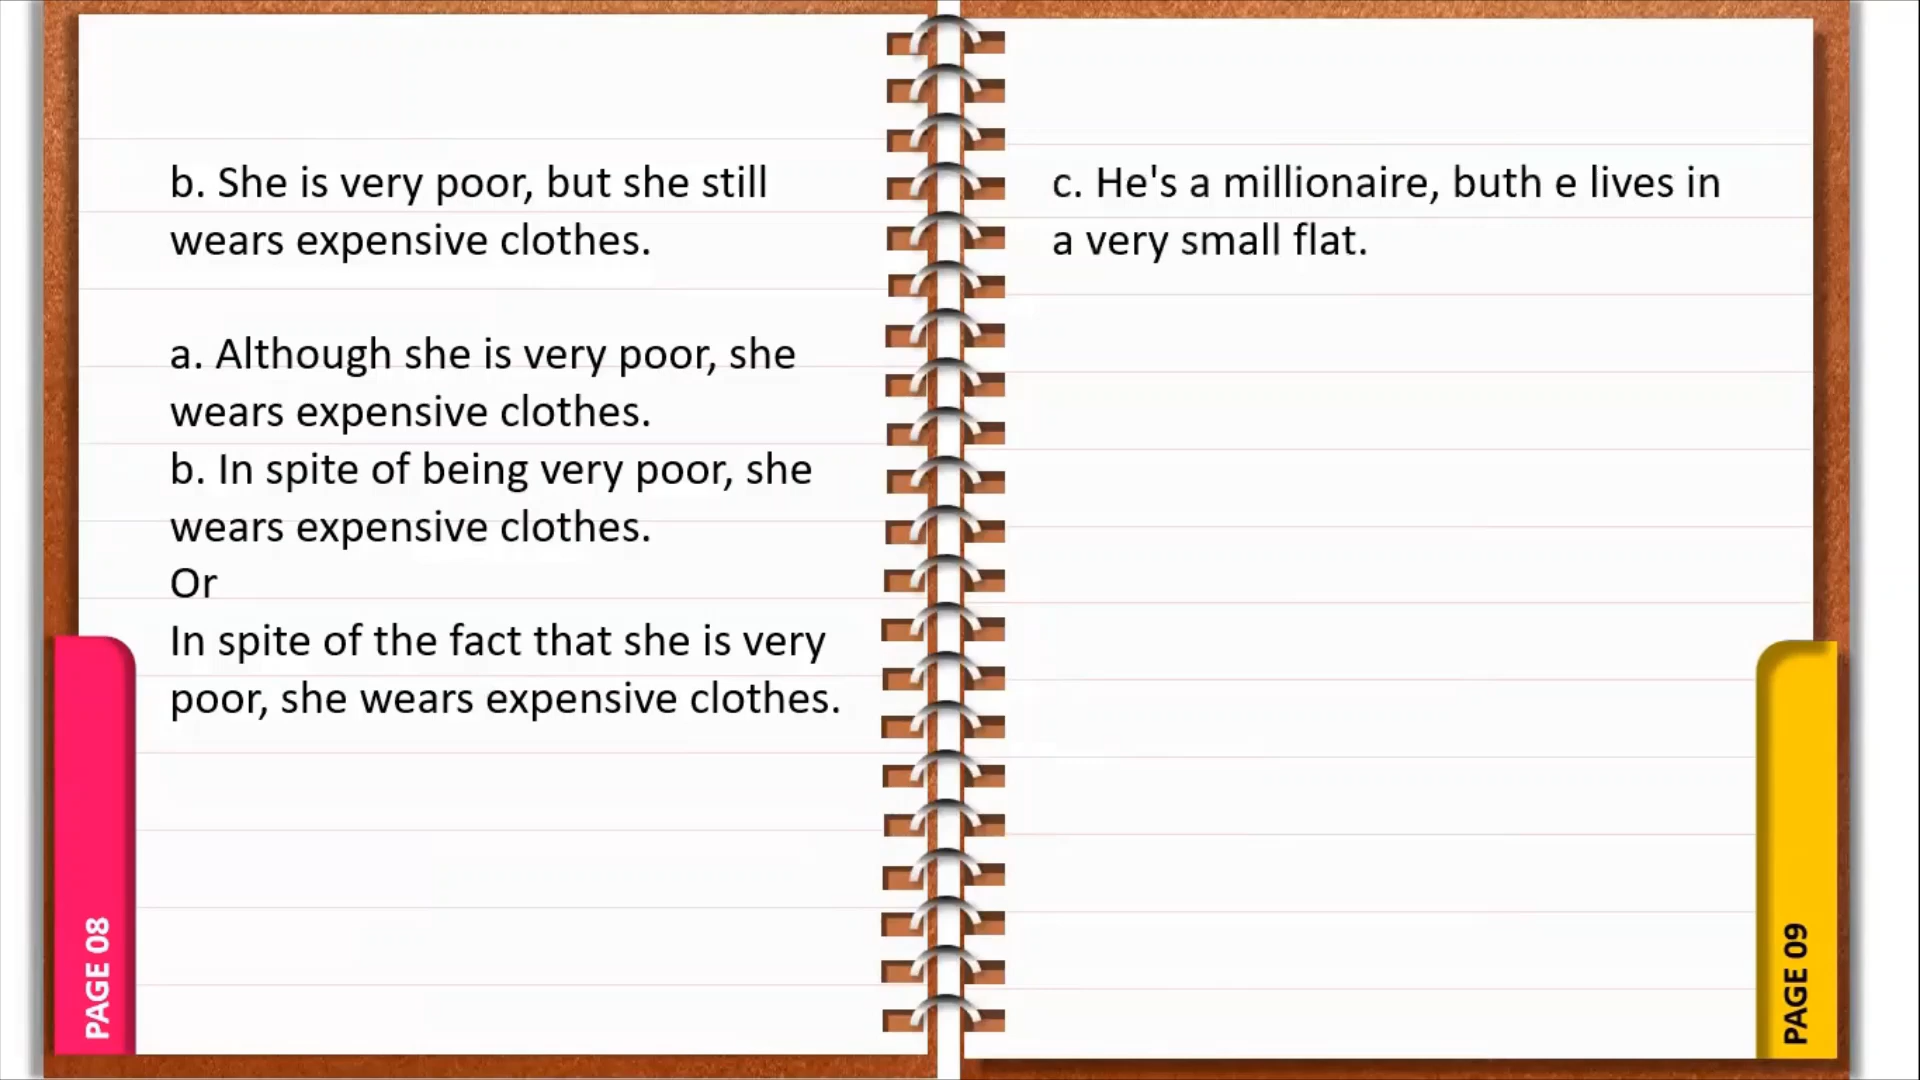 b. She is very poor, but she still
wears expensive clothes.
a. Although she is very poor, she
wears expensive clothes.
b. In spite of being very poor, she
wears expensive clothes.
Or
In spite of the fact that she is very
poor, she wears expensive clothes.
PAGE 08
c. He's a millionaire, buth e lives in
a very small flat.
PAGE 09